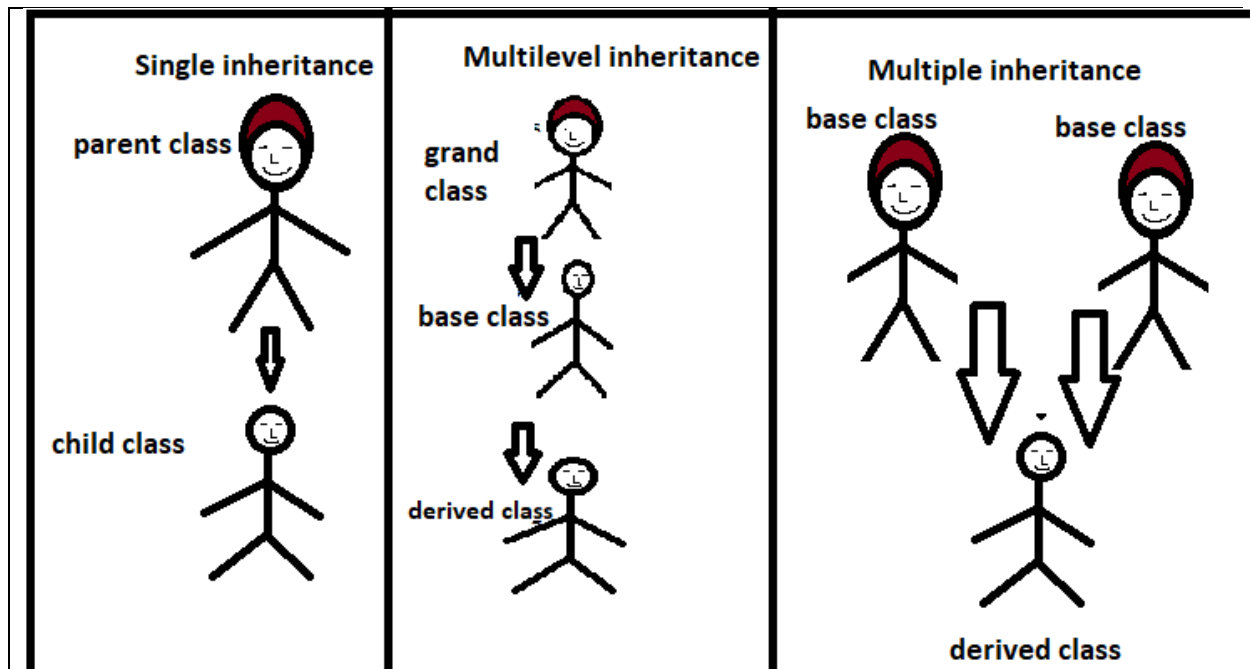 Single inheritance
parent class
child class
Multilevel inheritance
grand
class
base class
derived class
Multiple inheritance
base class
base class
derived class